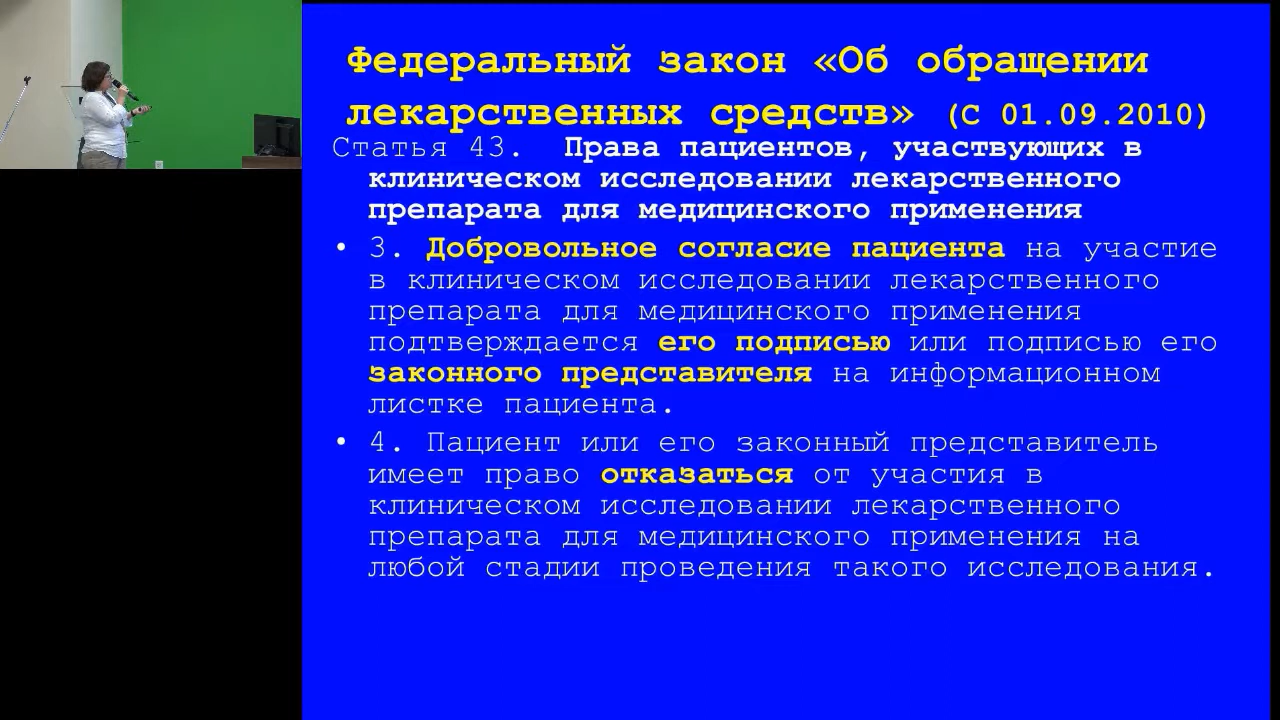 Федеральный закон «Об обращении
лекарственных средств» (С 01.09.2010)
Статья 43. Права пациентов, участвующих в
клиническом исследовании лекарственного
препарата для медицинского применения
• 3. Добровольное согласие пациента на участие
в клиническом исследовании лекарственного
препарата для медицинского применения
подтверждается его подписью или подписью его
законного представителя на информационном
листке пациента.
• 4. Пациент или его законный представитель
имеет право отказаться от участия в
клиническом исследовании лекарственного
препарата для медицинского применения на
любой стадии проведения такого исследования.